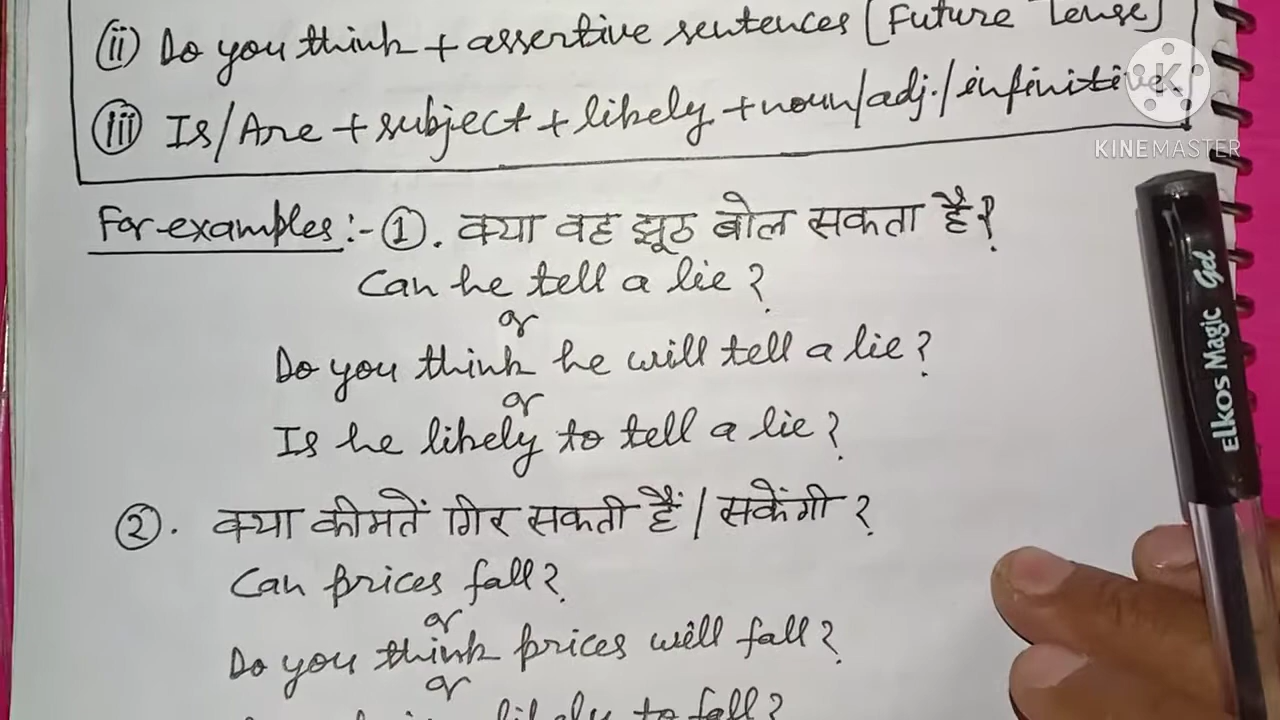 (ii) Do you think + assertive sentences [Future Tense]
(iii) Is/Are + subject + likely + noun/adj./infinitive
K
KINEMASTER
For examples:- (1). क्या वह झूठ बोल सकता है?
Can he tell a lie?
or
Do you think he will tell a lie?
or
Is he likely to tell a lie?
Elkos Magic Gel
(2). क्या कीमतें गिर सकती हैं / सकेंगी ?
Can prices fall?
or
Do you think prices will fall?
or
likely to fall?